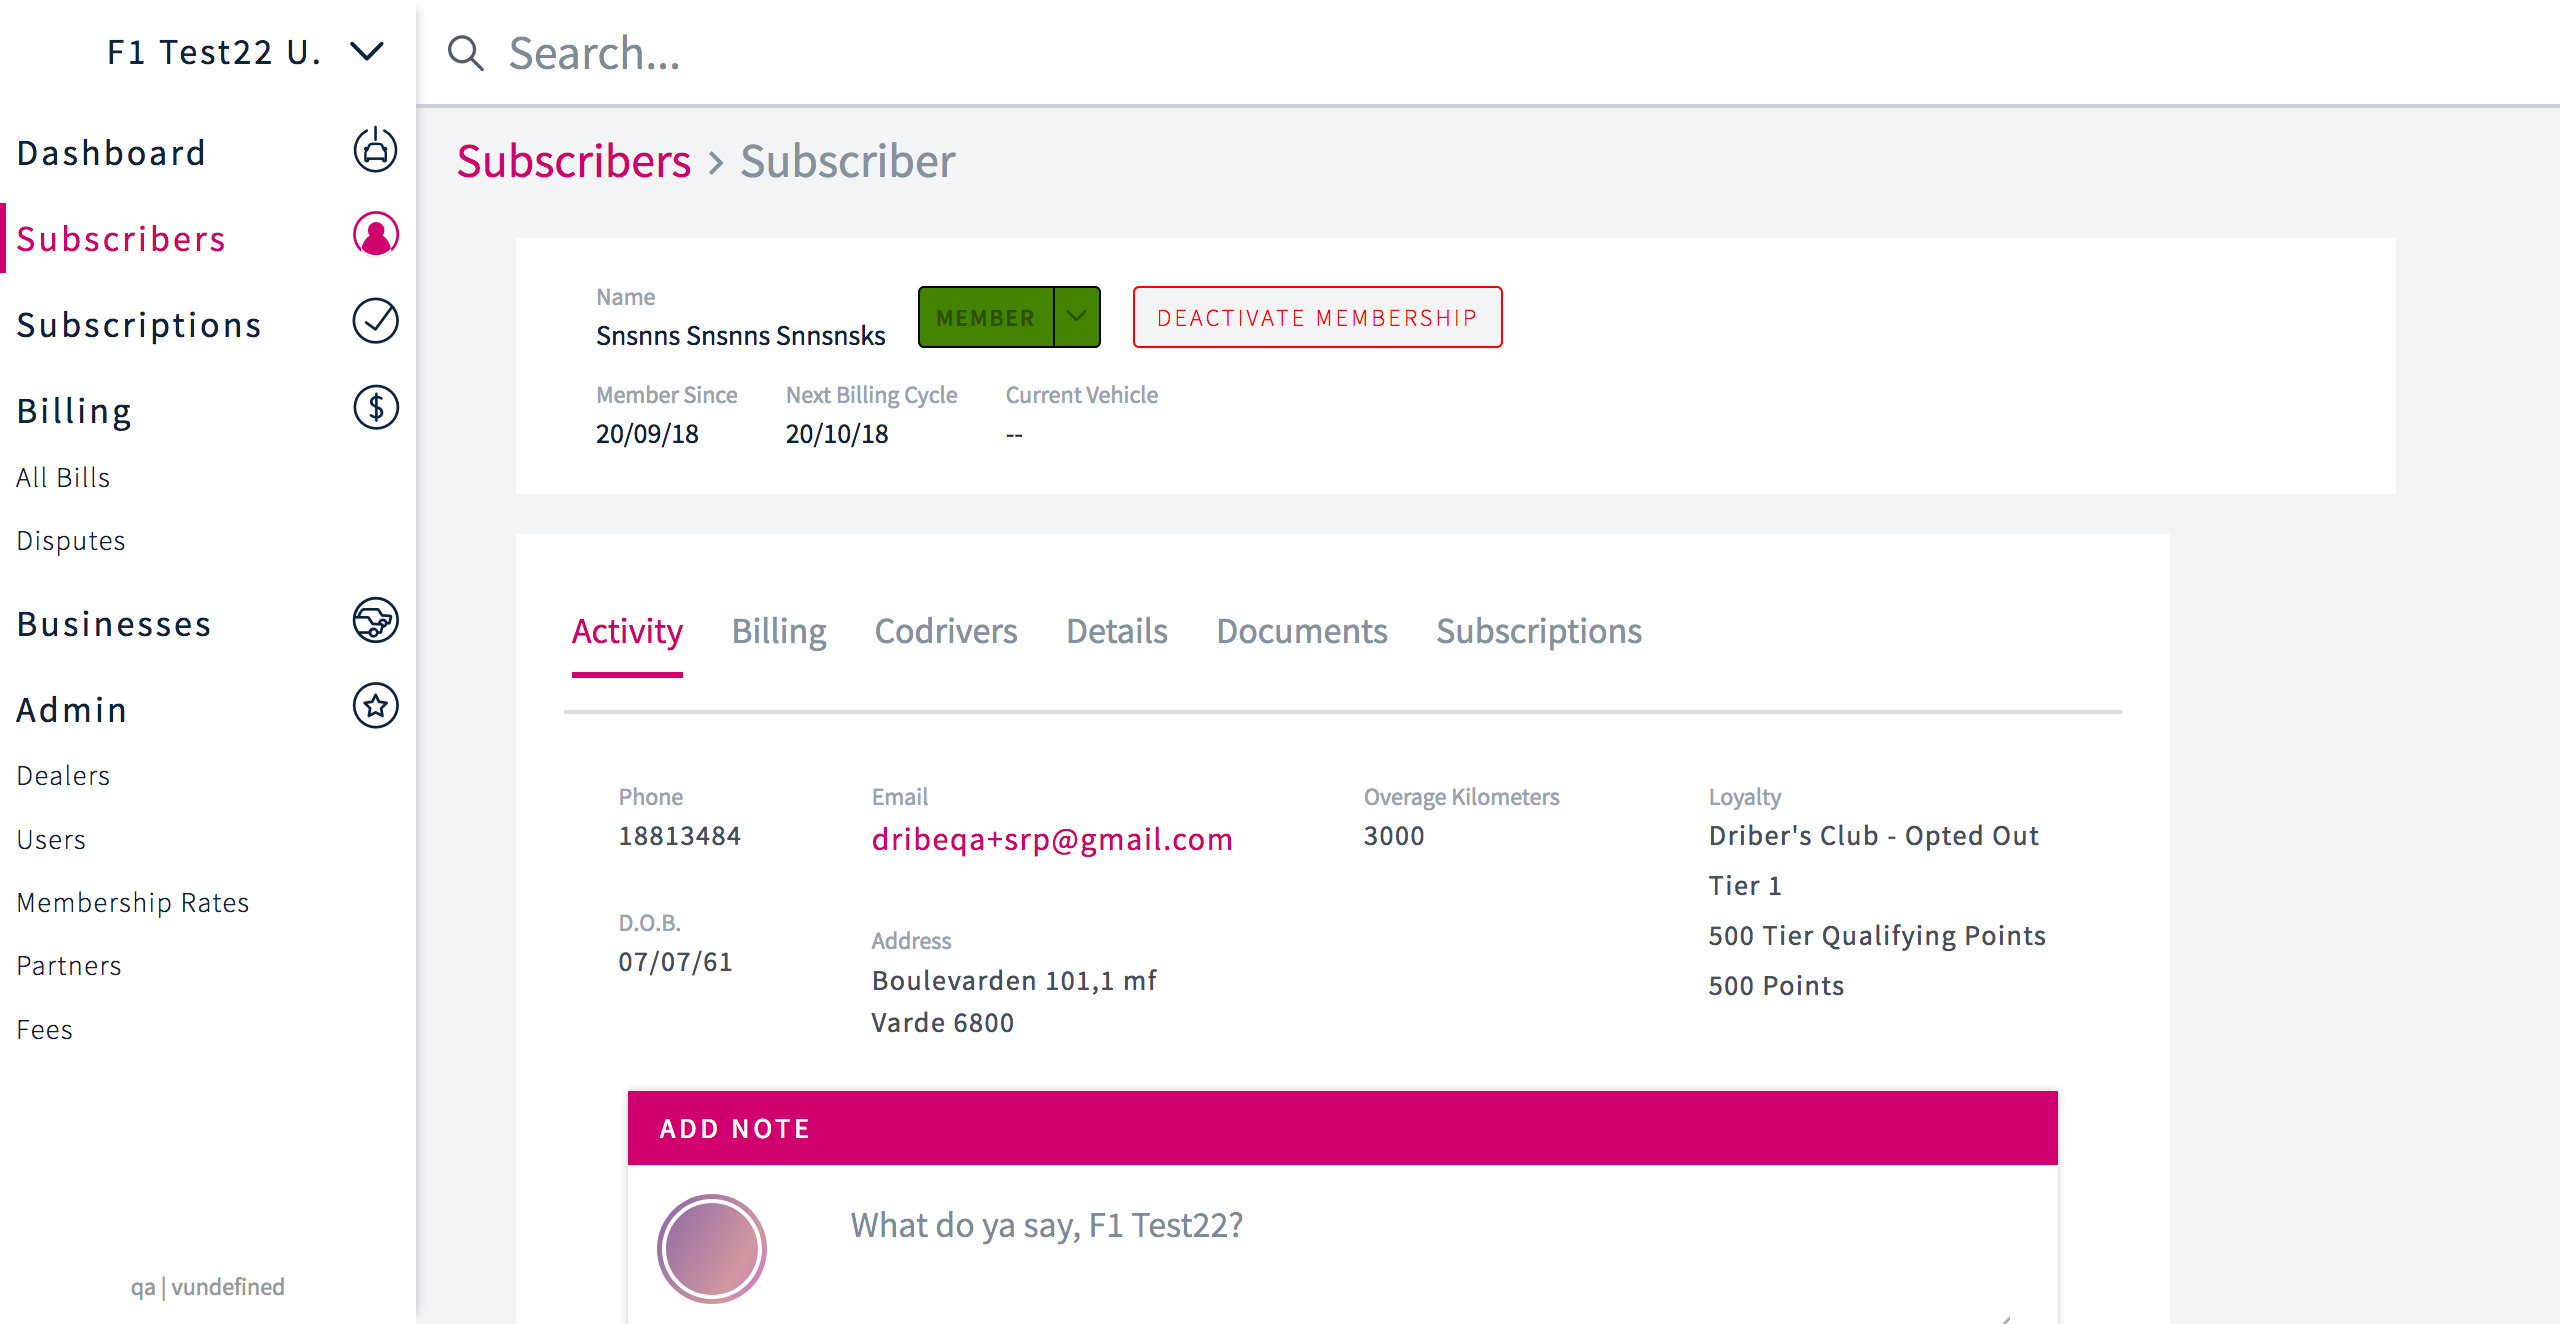 F1 Test22 U.
Search...
Dashboard
Subscribers
Subscriptions
Billing
All Bills
Disputes
Businesses
Admin
Dealers
Users
Membership Rates
Partners
Fees
qa | vundefined
Subscribers > Subscriber
Name
Snsnns Snsnns Snnsnsks
MEMBER
DEACTIVATE MEMBERSHIP
Member Since Next Billing Cycle Current Vehicle
20/09/18 20/10/18 --
Activity Billing Codrivers Details Documents Subscriptions
Phone
18813484
D.O.B.
07/07/61
Email
dribeqa+srp@gmail.com
Address
Boulevarden 101,1 mf
Varde 6800
Overage Kilometers
3000
Loyalty
Driber's Club - Opted Out
Tier 1
500 Tier Qualifying Points
500 Points
ADD NOTE
What do ya say, F1 Test22?